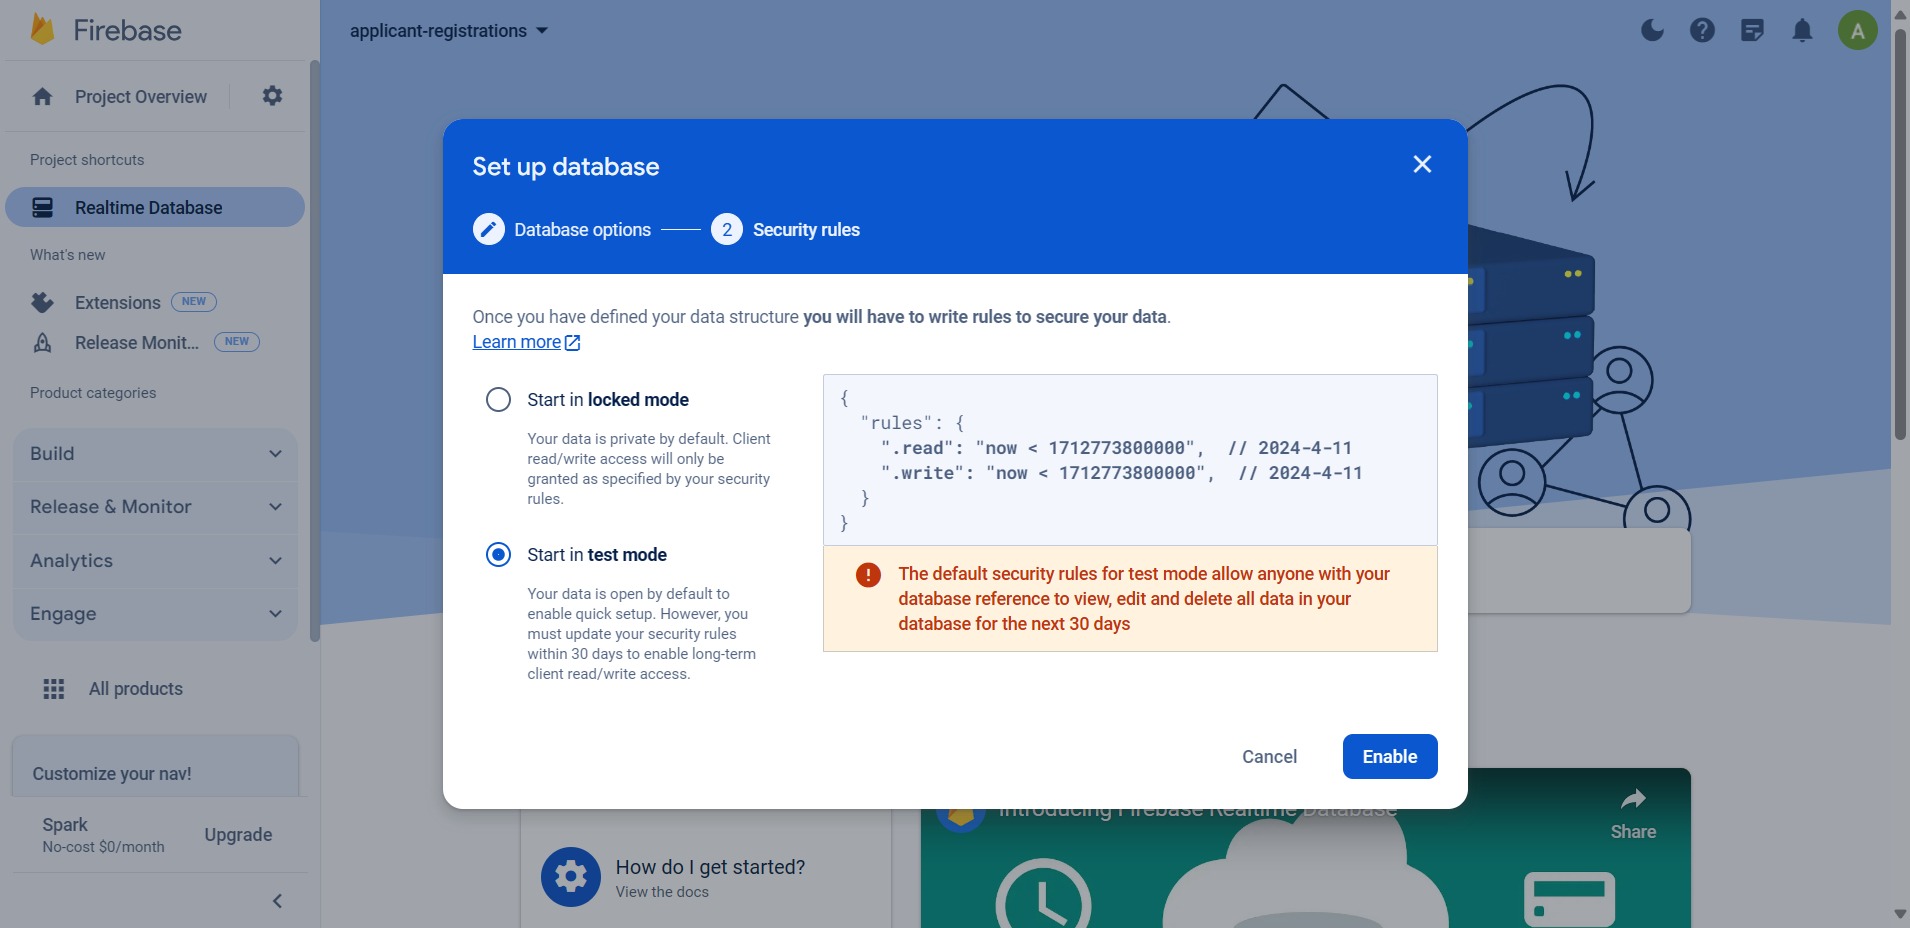 Firebase
applicant-registrations
A
Project Overview
Project shortcuts
Realtime Database
What's new
Extensions NEW
Release Monit... NEW
Product categories
Build
Release & Monitor
Analytics
Engage
All products
Customize your nav!
Spark
No-cost $0/month
Upgrade
Set up database
Database options
2 Security rules
Once you have defined your data structure you will have to write rules to secure your data.
Learn more
Start in locked mode
Your data is private by default. Client
read/write access will only be
granted as specified by your security
rules.
Start in test mode
Your data is open by default to
enable quick setup. However, you
must update your security rules
within 30 days to enable long-term
client read/write access.
{
"rules": {
".read": "now < 1712773800000", // 2024-4-11
".write": "now < 1712773800000", // 2024-4-11
}
}
! The default security rules for test mode allow anyone with your
database reference to view, edit and delete all data in your
database for the next 30 days
Cancel
Enable
How do I get started?
View the docs
Introducing Firebase Realtime Database
Share